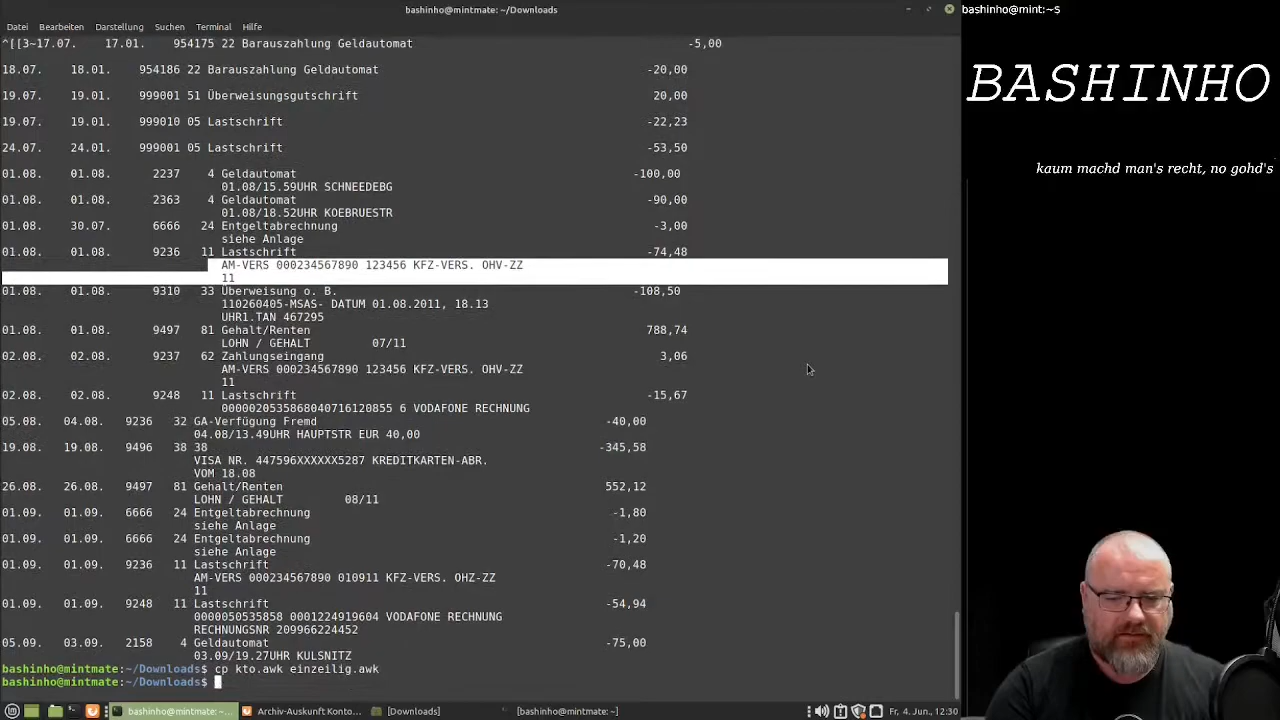 bashinho@mintmate:~/Downloads
bashinho@mint:~$
Datei Bearbeiten Darstellung Suchen Terminal Hilfe
^[[3~17.07. 17.01. 954175 22 Barauszahlung Geldautomat -5,00
18.07. 18.01. 954186 22 Barauszahlung Geldautomat -20,00
19.07. 19.01. 999001 51 Überweisungsgutschrift 20,00
19.07. 19.01. 999010 05 Lastschrift -22,23
24.07. 24.01. 999001 05 Lastschrift -53,50
01.08. 01.08. 2237 4 Geldautomat -100,00
01.08/15.59UHR SCHNEEDEBG
01.08. 01.08. 2363 4 Geldautomat -90,00
01.08/18.52UHR KOEBRUESTR
01.08. 30.07. 6666 24 Entgeltabrechnung -3,00
siehe Anlage
01.08. 01.08. 9236 11 Lastschrift -74,48
AM-VERS 000234567890 123456 KFZ-VERS. OHV-ZZ
11
01.08. 01.08. 9310 33 Überweisung o. B. -108,50
110260405-MSAS- DATUM 01.08.2011, 18.13
UHR1.TAN 467295
01.08. 01.08. 9497 81 Gehalt/Renten 788,74
LOHN / GEHALT 07/11
02.08. 02.08. 9237 62 Zahlungseingang 3,06
AM-VERS 000234567890 123456 KFZ-VERS. OHV-ZZ
11
02.08. 02.08. 9248 11 Lastschrift -15,67
0000020535868040716120855 6 VODAFONE RECHNUNG
05.08. 04.08. 9236 32 GA-Verfügung Fremd -40,00
04.08/13.49UHR HAUPTSTR EUR 40,00
19.08. 19.08. 9496 38 38 -345,58
VISA NR. 447596XXXXXX5287 KREDITKARTEN-ABR.
VOM 18.08
26.08. 26.08. 9497 81 Gehalt/Renten 552,12
LOHN / GEHALT 08/11
01.09. 01.09. 6666 24 Entgeltabrechnung -1,80
siehe Anlage
01.09. 01.09. 6666 24 Entgeltabrechnung -1,20
siehe Anlage
01.09. 01.09. 9236 11 Lastschrift -70,48
AM-VERS 000234567890 010911 KFZ-VERS. OHZ-ZZ
11
01.09. 01.09. 9248 11 Lastschrift -54,94
0000050535858 0001224919604 VODAFONE RECHNUNG
RECHNUNGSNR 209966224452
05.09. 03.09. 2158 4 Geldautomat -75,00
03.09/19.27UHR KULSNITZ
bashinho@mintmate:~/Downloads$ cp kto.awk einzeilig.awk
bashinho@mintmate:~/Downloads$
BASHINHO
kaum machd man's recht, no gohd's
bashinho@mintmate: ~/... Archiv-Auskunft Konto... [Downloads] [bashinho@mint:~] Fr, 4. Jun., 12:30